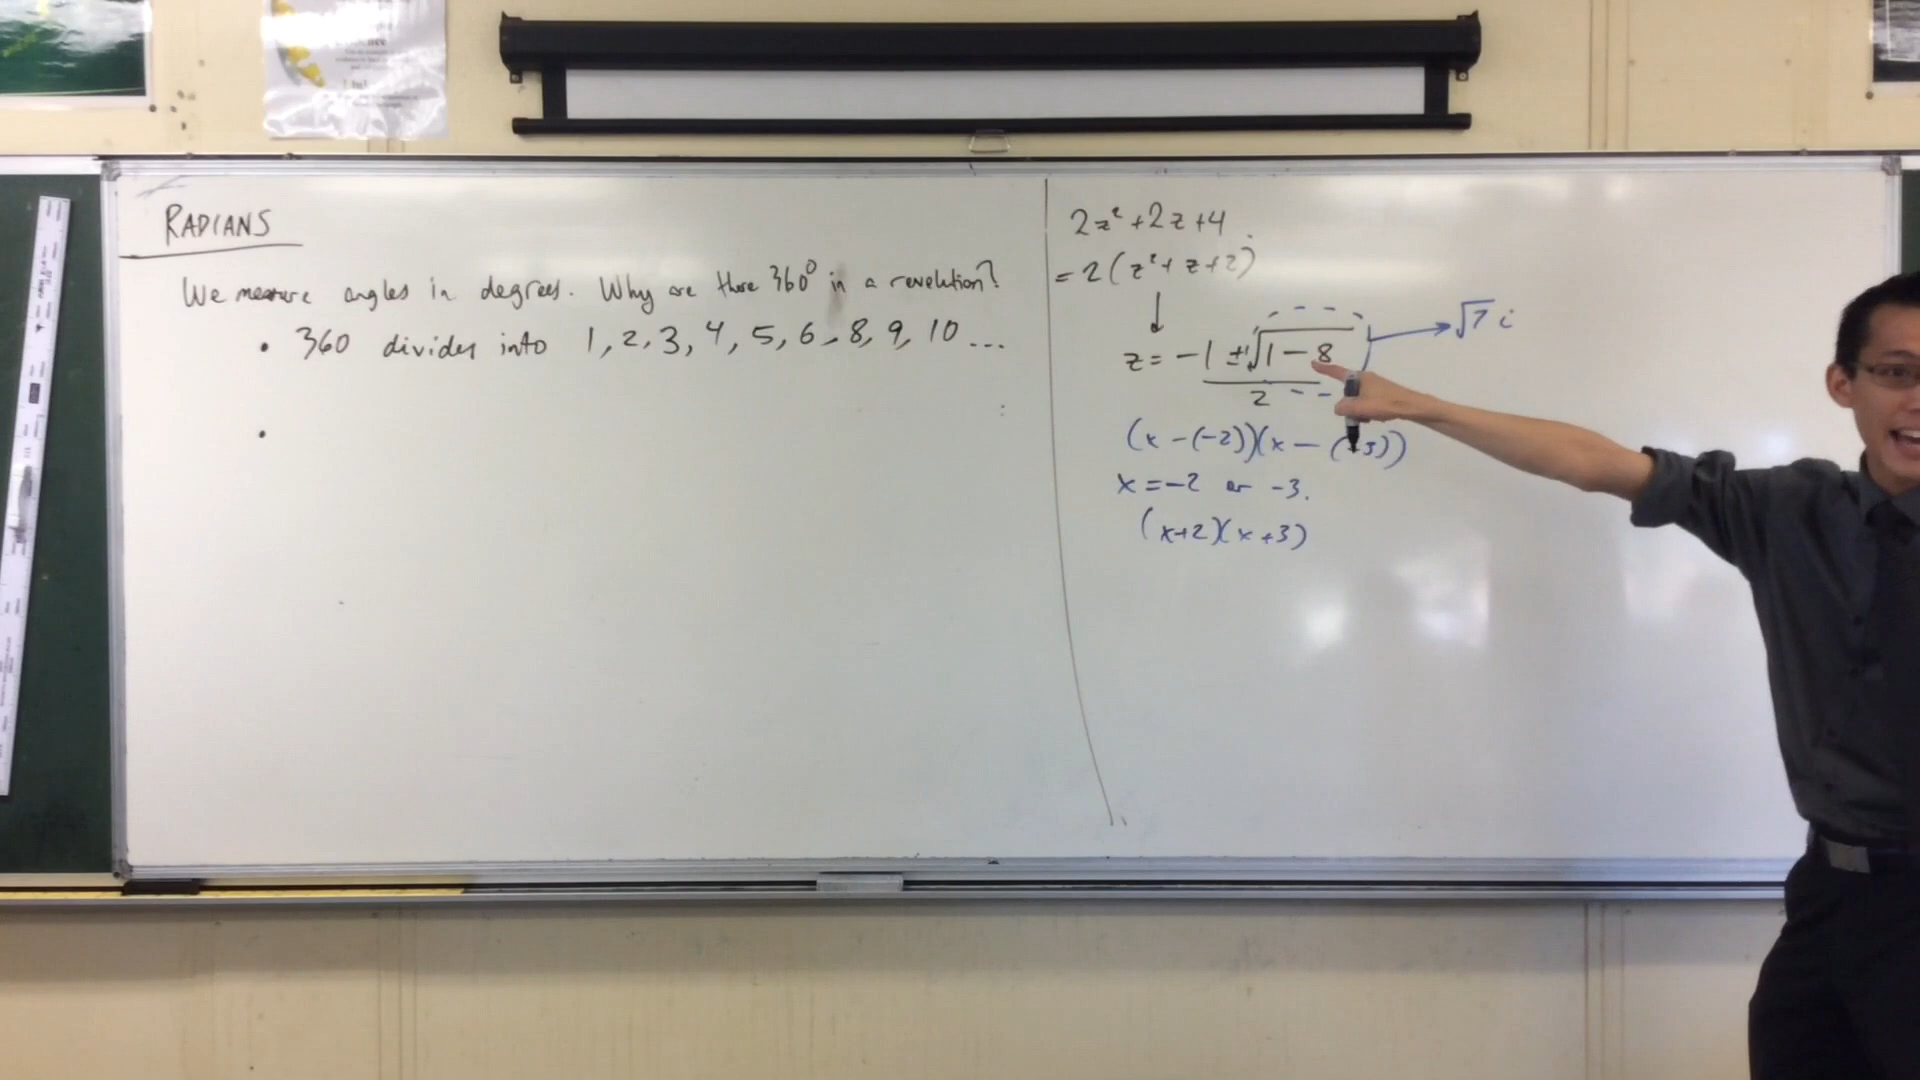 RADIANS
We measure angles in degrees. Why are there 360° in a revolution?
• 360 divides into 1, 2, 3, 4, 5, 6, 8, 9, 10 ...
•
2z² + 2z + 4
= 2(z² + z + 2)
↓
z = -1 ± √1 - 8 → √7 i
2
(x - (-2))(x - (-3))
x = -2 or -3.
(x+2)(x+3)